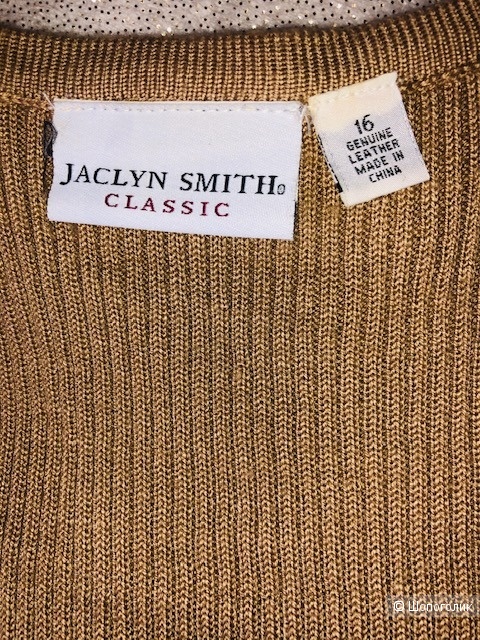 JACLYN SMITH®
CLASSIC
16
GENUINE
LEATHER
MADE IN
CHINA
© Шопоголик